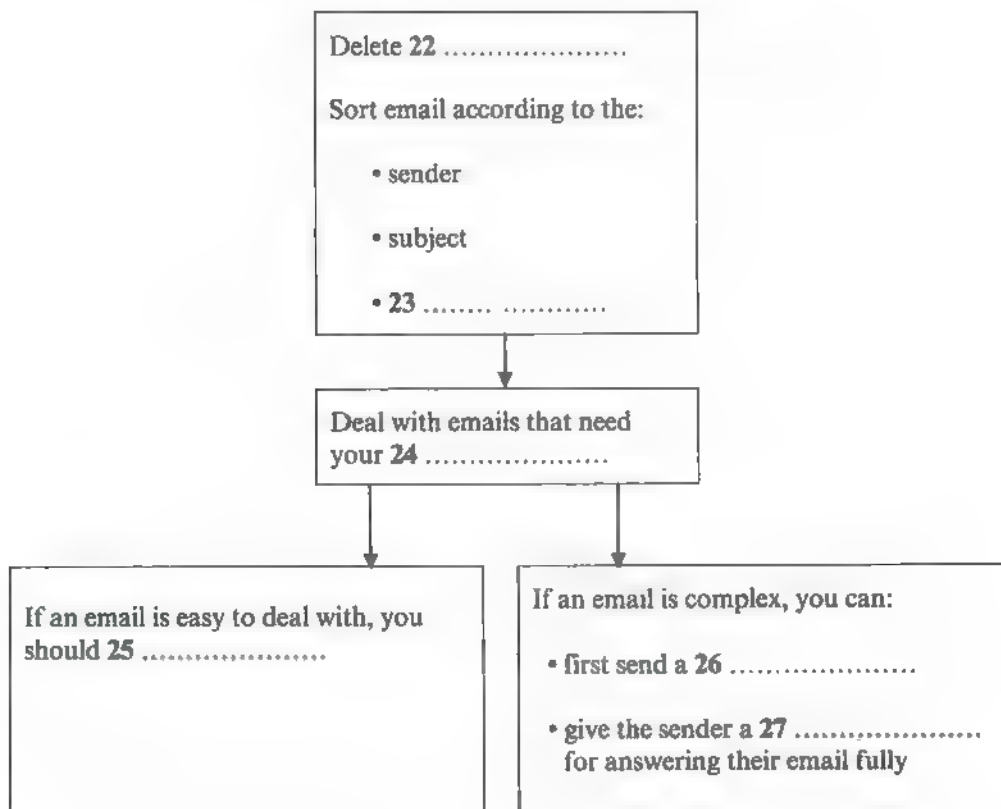 Delete 22 ......................
Sort email according to the:
• sender
• subject
• 23 ........ ............
Deal with emails that need
your 24 ......................
If an email is easy to deal with, you
should 25 ......................
If an email is complex, you can:
• first send a 26 ......................
• give the sender a 27 ......................
for answering their email fully